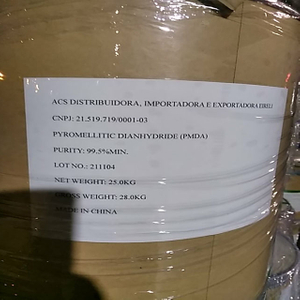 ACS DISTRIBUIDORA, IMPORTADORA E EXPORTADORA EIRELI
CNPJ: 21.519.719/0001-03
PYROMELLITIC DIANHYDRIDE (PMDA)
PURITY: 99.5%MIN.
LOT NO.: 211104
NET WEIGHT: 25.0KG
GROSS WEIGHT: 28.0KG
MADE IN CHINA